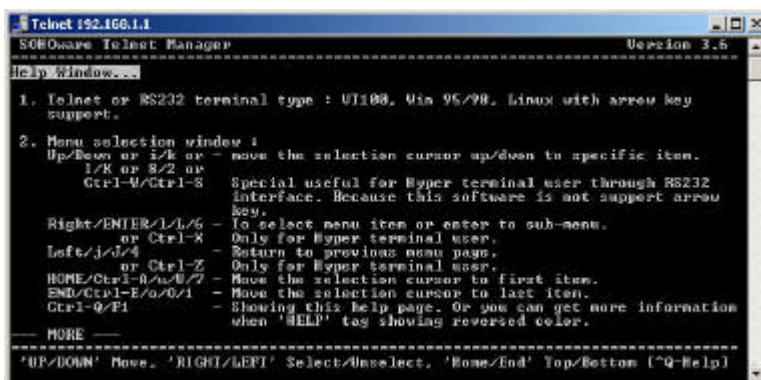 Telnet 192.168.1.1
SOHOware Telnet Manager Version 3.6
Help Window...
1. Telnet or RS232 terminal type : VT100, Win 95/98, Linux with arrow key
support.
2. Menu selection window :
Up/Down or i/k or - move the selection cursor up/dwon to specific item.
I/K or 8/2 or
Ctrl-W/Ctrl-S Special useful for Hyper terminal user through RS232
interface. Because this software is not support arrow
key.
Right/ENTER/l/L/6 - To select menu item or enter to sub-menu.
or Ctrl-X Only for Hyper terminal user.
Left/j/J/4 - Return to previous menu page.
or Ctrl-Z Only for Hyper terminal user.
HOME/Ctrl-A/u/U/7 - Move the selection cursor to first item.
END/Ctrl-E/o/O/1 - Move the selection cursor to last item.
Ctrl-Q/F1 - Showing this help page. Or you can get more information
when 'HELP' tag showing reversed color.
--- MORE ---
'UP/DOWN' Move, 'RIGHT/LEFT' Select/Unselect, 'Home/End' Top/Bottom [^Q-Help]